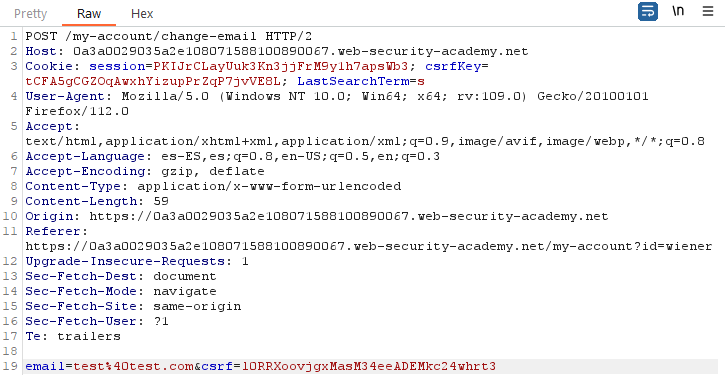 Pretty Raw Hex \n
1 POST /my-account/change-email HTTP/2
2 Host: 0a3a0029035a2e108071588100890067.web-security-academy.net
3 Cookie: session=PKIJrCLayUuk3Kn3jjFrM9y1h7apsWb3; csrfKey=
tCFA5gCGZOqAwxhYizupPrZqP7jvVE8L; LastSearchTerm=s
4 User-Agent: Mozilla/5.0 (Windows NT 10.0; Win64; x64; rv:109.0) Gecko/20100101
Firefox/112.0
5 Accept:
text/html,application/xhtml+xml,application/xml;q=0.9,image/avif,image/webp,*/*;q=0.8
6 Accept-Language: es-ES,es;q=0.8,en-US;q=0.5,en;q=0.3
7 Accept-Encoding: gzip, deflate
8 Content-Type: application/x-www-form-urlencoded
9 Content-Length: 59
10 Origin: https://0a3a0029035a2e108071588100890067.web-security-academy.net
11 Referer:
https://0a3a0029035a2e108071588100890067.web-security-academy.net/my-account?id=wiener
12 Upgrade-Insecure-Requests: 1
13 Sec-Fetch-Dest: document
14 Sec-Fetch-Mode: navigate
15 Sec-Fetch-Site: same-origin
16 Sec-Fetch-User: ?1
17 Te: trailers
18
19 email=test%40test.com&csrf=lORRXoovjgxMasM34eeADEMkc24whrt3